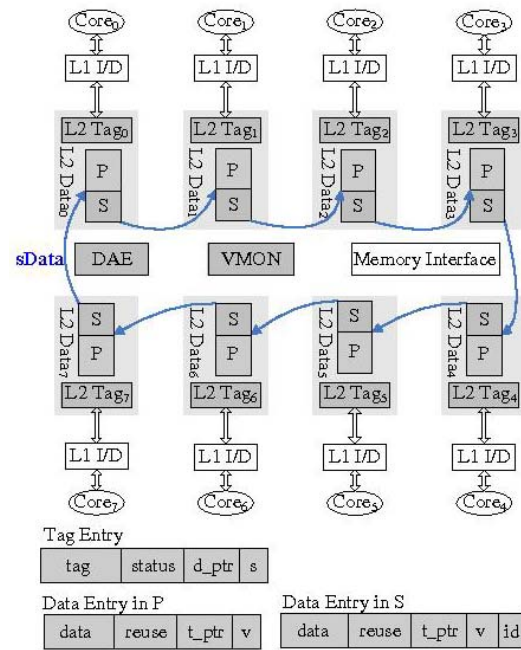 Core0 Core1 Core2 Core3
L1 I/D L1 I/D L1 I/D L1 I/D
L2 Tag0 L2 Tag1 L2 Tag2 L2 Tag3
L2 Data0 P S L2 Data1 P S L2 Data2 P S L2 Data3 P S
sData DAE VMON Memory Interface
L2 Data7 S P L2 Data6 S P L2 Data5 S P L2 Data4 S P
L2 Tag7 L2 Tag6 L2 Tag5 L2 Tag4
L1 I/D L1 I/D L1 I/D L1 I/D
Core7 Core6 Core5 Core4
Tag Entry
tag status d_ptr s
Data Entry in P
data reuse t_ptr v
Data Entry in S
data reuse t_ptr v id